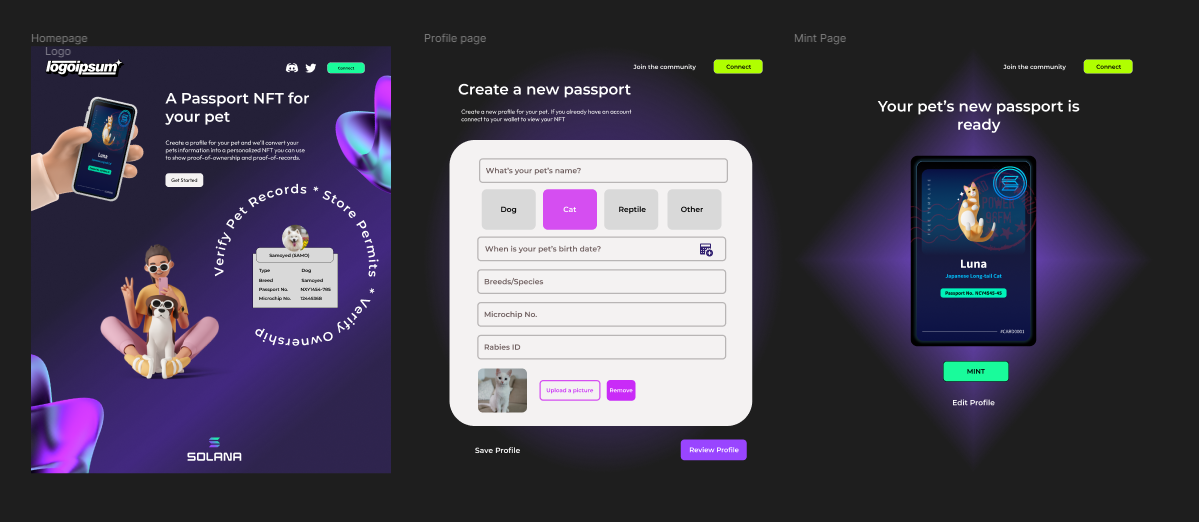 Homepage
Logo
logoipsum
Connect
A Passport NFT for
your pet
Create a profile for your pet and we'll convert your
pets information into a personalized NFT you can use
to show proof-of-ownership and proof-of-records.
Get Started
Luna
Verify Pet Records * Store Permits * Verify Ownership
Samoyed (SAMO)
Type Dog
Breed Samoyed
Passport No. NXY1464-785
Microchip No. 1244636B
SOLANA
Profile page
Join the community
Connect
Create a new passport
Create a new profile for your pet. If you already have an account
connect to your wallet to view your NFT
What's your pet's name?
Dog
Cat
Reptile
Other
When is your pet's birth date?
Breeds/Species
Microchip No.
Rabies ID
Upload a picture
Remove
Save Profile
Review Profile
Mint Page
Join the community
Connect
Your pet's new passport is
ready
Luna
Japanese Long-tail Cat
Passport No. NCY4545-45
#CARD0001
MINT
Edit Profile